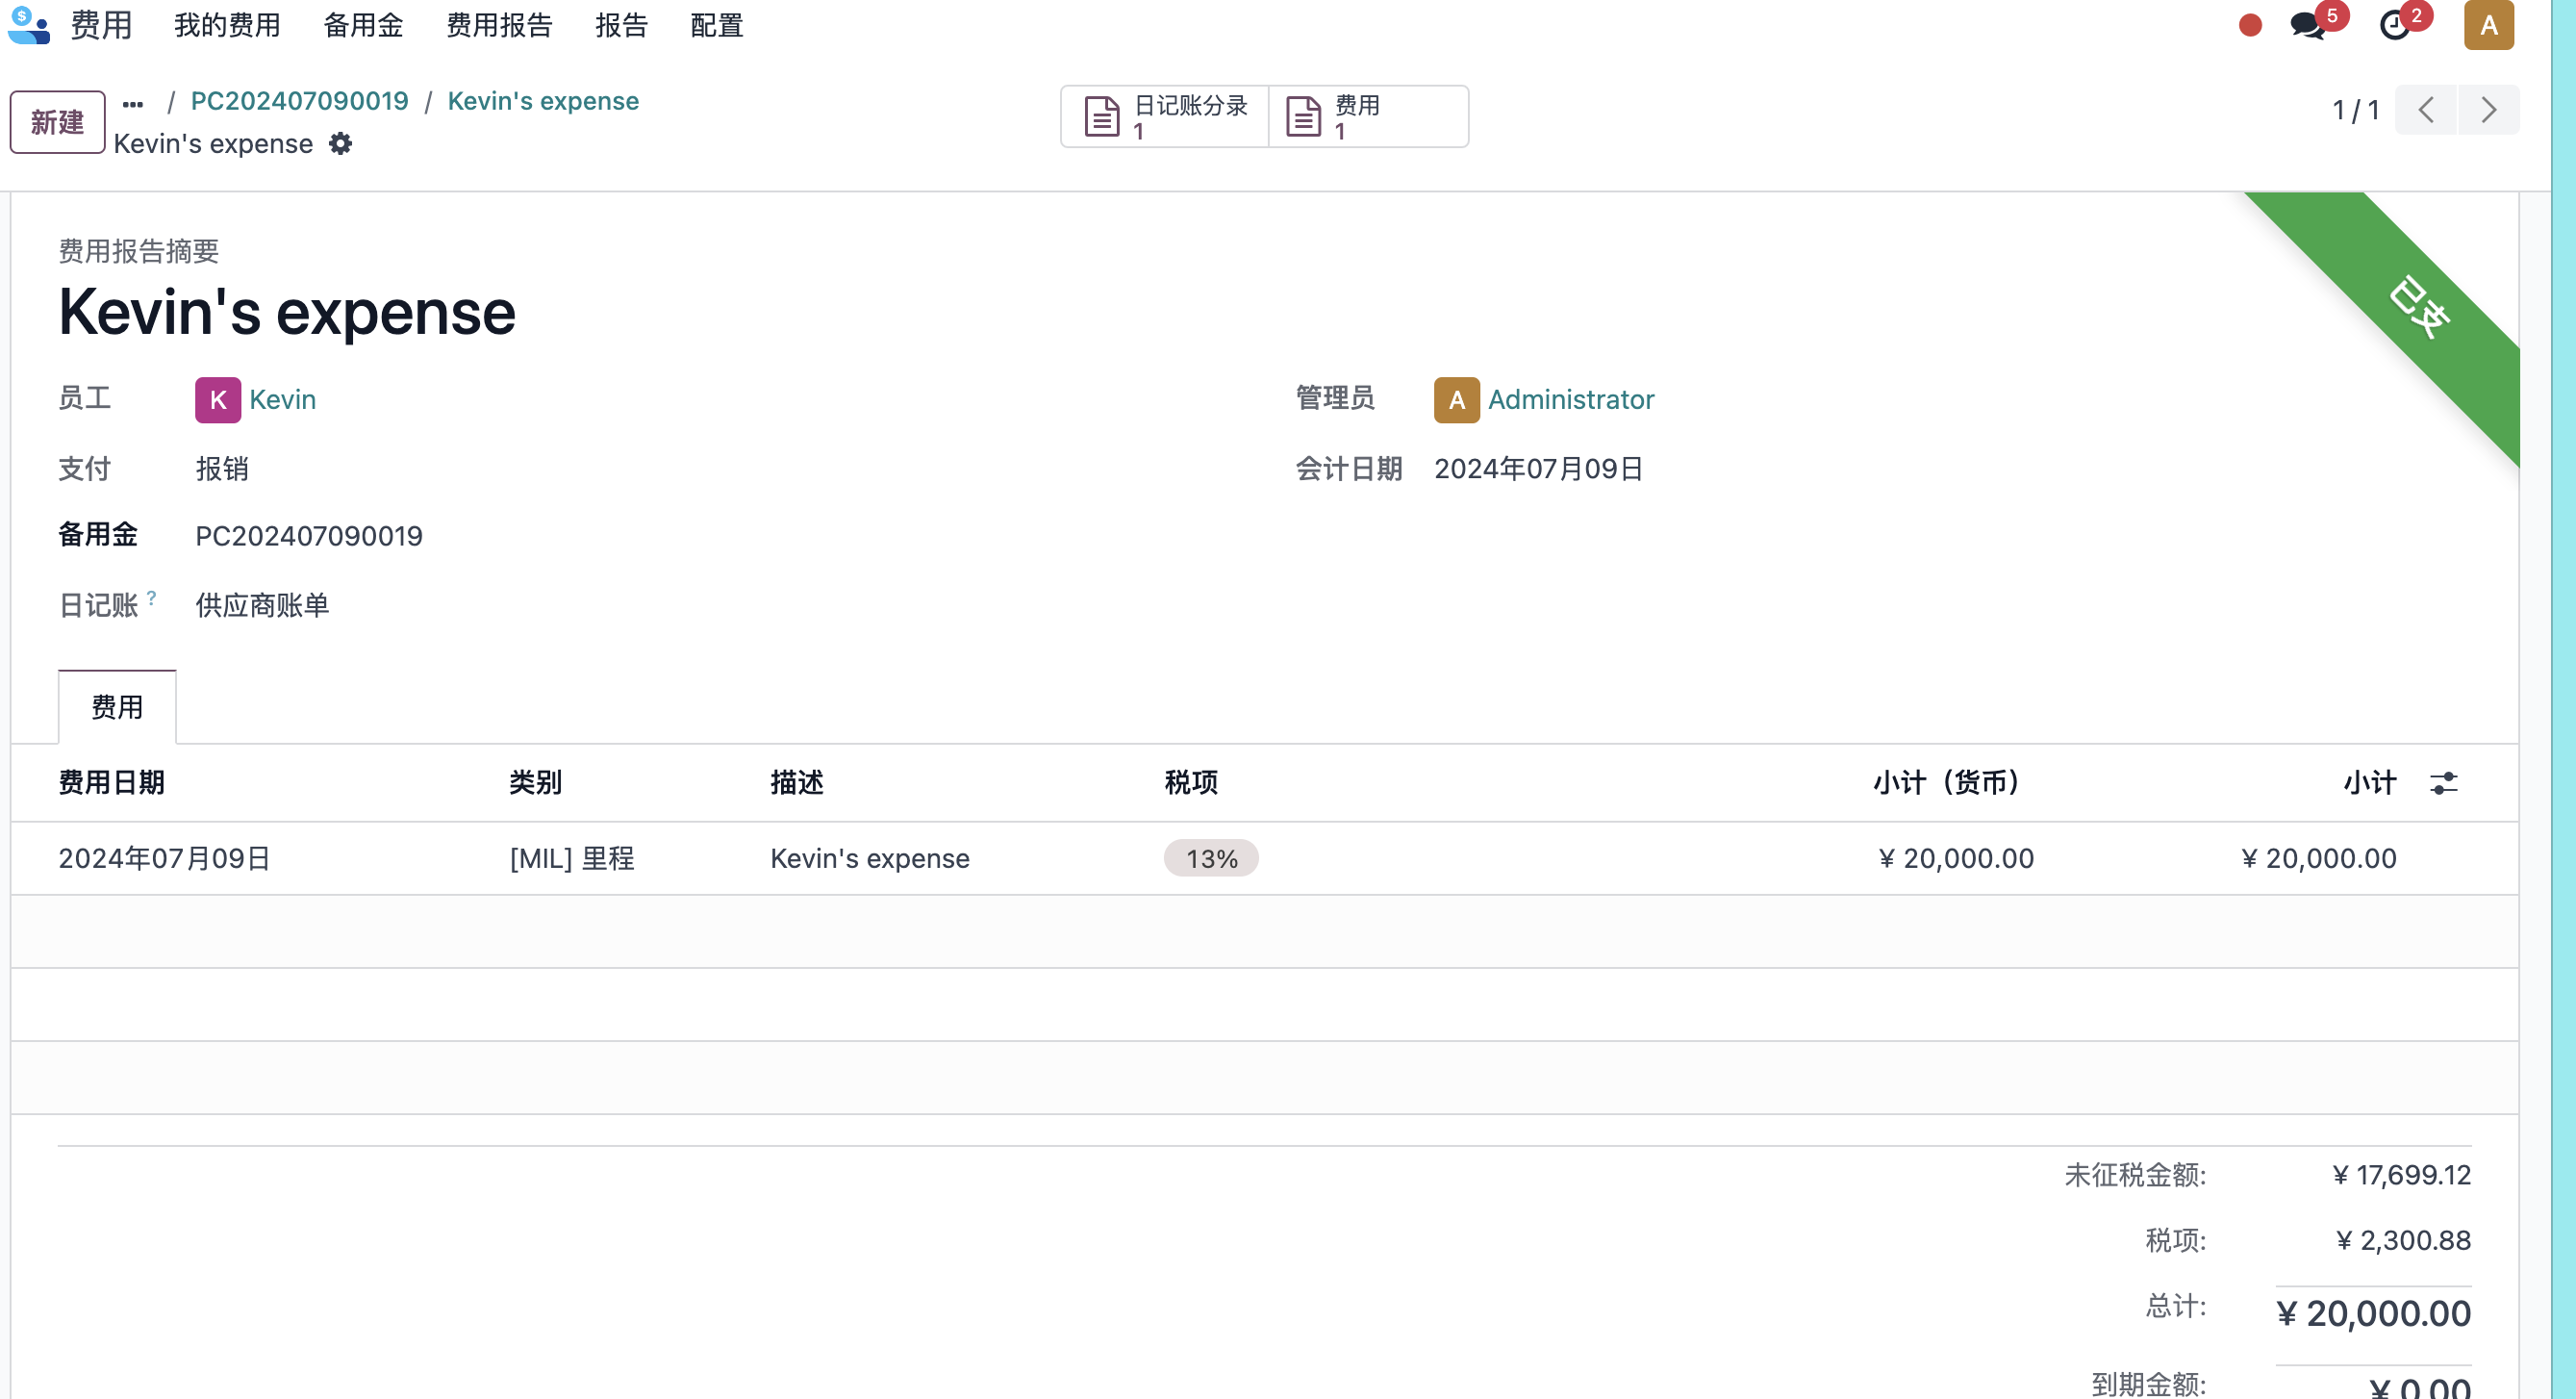 费用 我的费用 备用金 费用报告 报告 配置 5 2 A
新建 ... / PC202407090019 / Kevin's expense
Kevin's expense
日记账分录 1
费用 1
1 / 1
已支
费用报告摘要
Kevin's expense
员工 K Kevin
管理员 A Administrator
支付 报销
会计日期 2024年07月09日
备用金 PC202407090019
日记账 ? 供应商账单
费用
费用日期 类别 描述 税项 小计（货币） 小计
2024年07月09日 [MIL] 里程 Kevin's expense 13% ¥ 20,000.00 ¥ 20,000.00
未征税金额: ¥ 17,699.12
税项: ¥ 2,300.88
总计: ¥ 20,000.00
到期金额: ¥ 0.00